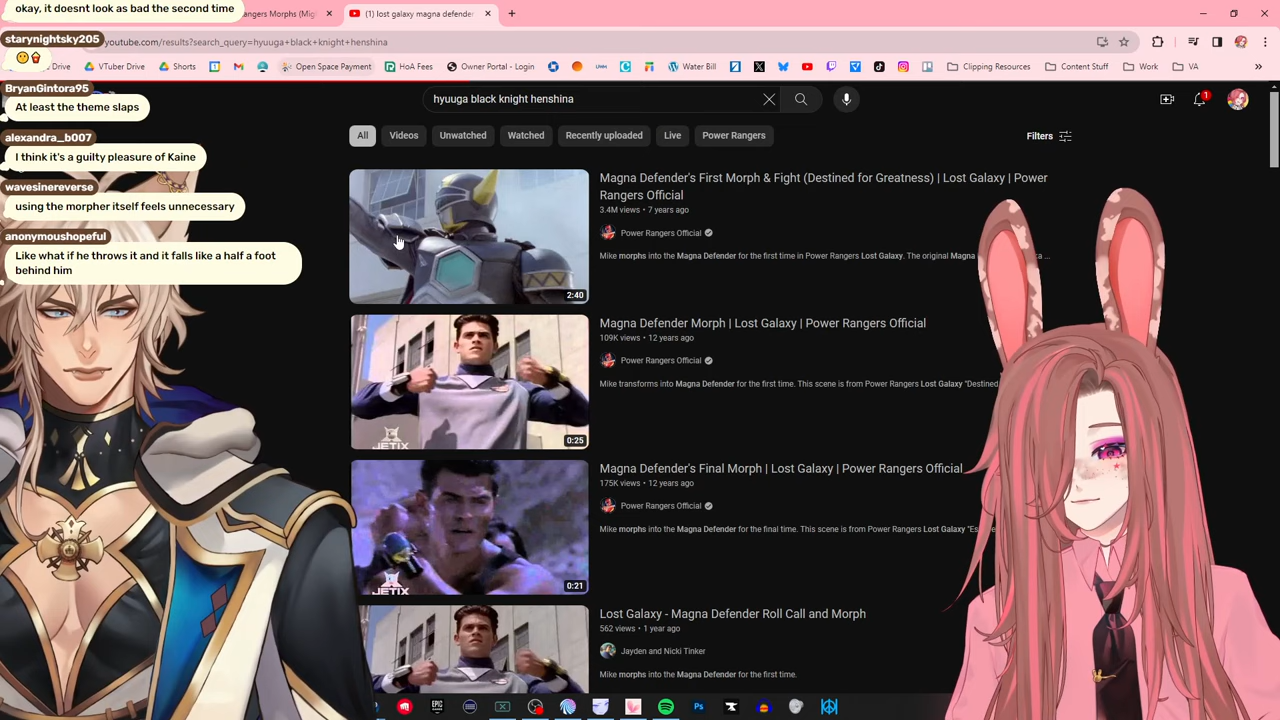 okay, it doesnt look as bad the second time
starynightsky205
BryanGintora95
At least the theme slaps
alexandra_b007
I think it's a guilty pleasure of Kaine
wavesinereverse
using the morpher itself feels unnecessary
anonymoushopeful
Like what if he throws it and it falls like a half a foot
behind him
angers Morphs (Mig
(1) lost galaxy magna defender
youtube.com/results?search_query=hyuuga+black+knight+henshina
Drive
VTuber Drive
Shorts
Open Space Payment
HoA Fees
Owner Portal - Login
Water Bill
Clipping Resources
Content Stuff
Work
VA
hyuuga black knight henshina
1
All
Videos
Unwatched
Watched
Recently uploaded
Live
Power Rangers
Filters
Magna Defender's First Morph & Fight (Destined for Greatness) | Lost Galaxy | Power
Rangers Official
3.4M views • 7 years ago
Power Rangers Official
Mike morphs into the Magna Defender for the first time in Power Rangers Lost Galaxy. The original Magna
2:40
Magna Defender Morph | Lost Galaxy | Power Rangers Official
109K views • 12 years ago
Power Rangers Official
Mike transforms into Magna Defender for the first time. This scene is from Power Rangers Lost Galaxy "Destined
JETIX
0:25
Magna Defender's Final Morph | Lost Galaxy | Power Rangers Official
175K views • 12 years ago
Power Rangers Official
Mike morphs into the Magna Defender for the final time. This scene is from Power Rangers Lost Galaxy
JETIX
0:21
Lost Galaxy - Magna Defender Roll Call and Morph
562 views • 1 year ago
Jayden and Nicki Tinker
Mike morphs into the Magna Defender for the first time.
EPIC
Ps